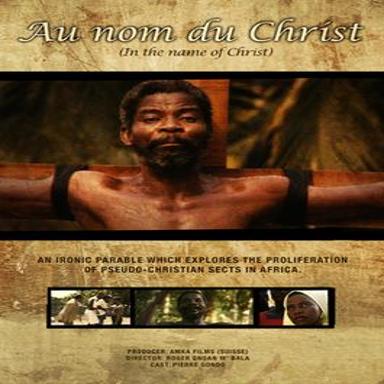 Au nom du Christ
(In the name of Christ)
AN IRONIC PARABLE WHICH EXPLORES THE PROLIFERATION
OF PSEUDO-CHRISTIAN SECTS IN AFRICA.
PRODUCER: AMKA FILMS (SUISSE)
DIRECTOR: ROGER GNOAN M' BALA
CAST: PIERRE GONDO